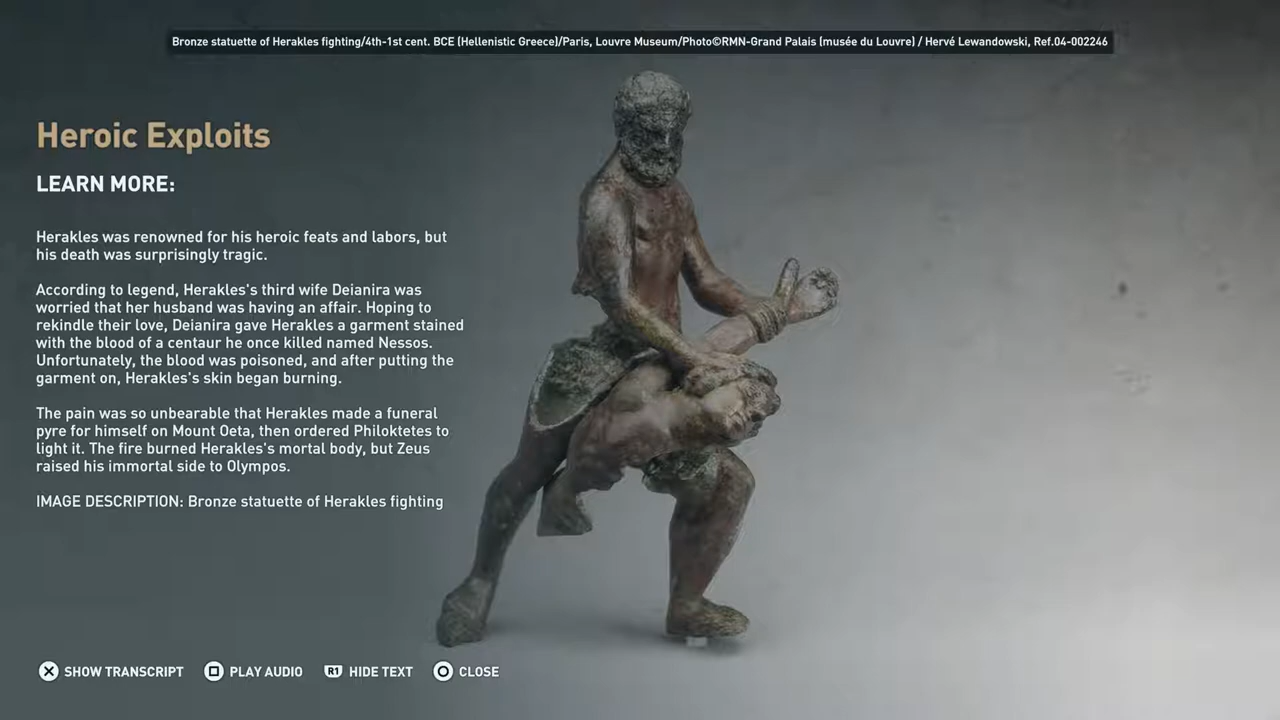 Bronze statuette of Herakles fighting/4th-1st cent. BCE (Hellenistic Greece)/Paris, Louvre Museum/Photo©RMN-Grand Palais (musée du Louvre) / Hervé Lewandowski, Ref.04-002246
Heroic Exploits
LEARN MORE:
Herakles was renowned for his heroic feats and labors, but
his death was surprisingly tragic.
According to legend, Herakles's third wife Deianira was
worried that her husband was having an affair. Hoping to
rekindle their love, Deianira gave Herakles a garment stained
with the blood of a centaur he once killed named Nessos.
Unfortunately, the blood was poisoned, and after putting the
garment on, Herakles's skin began burning.
The pain was so unbearable that Herakles made a funeral
pyre for himself on Mount Oeta, then ordered Philoktetes to
light it. The fire burned Herakles's mortal body, but Zeus
raised his immortal side to Olympos.
IMAGE DESCRIPTION: Bronze statuette of Herakles fighting
SHOW TRANSCRIPT PLAY AUDIO R1 HIDE TEXT CLOSE